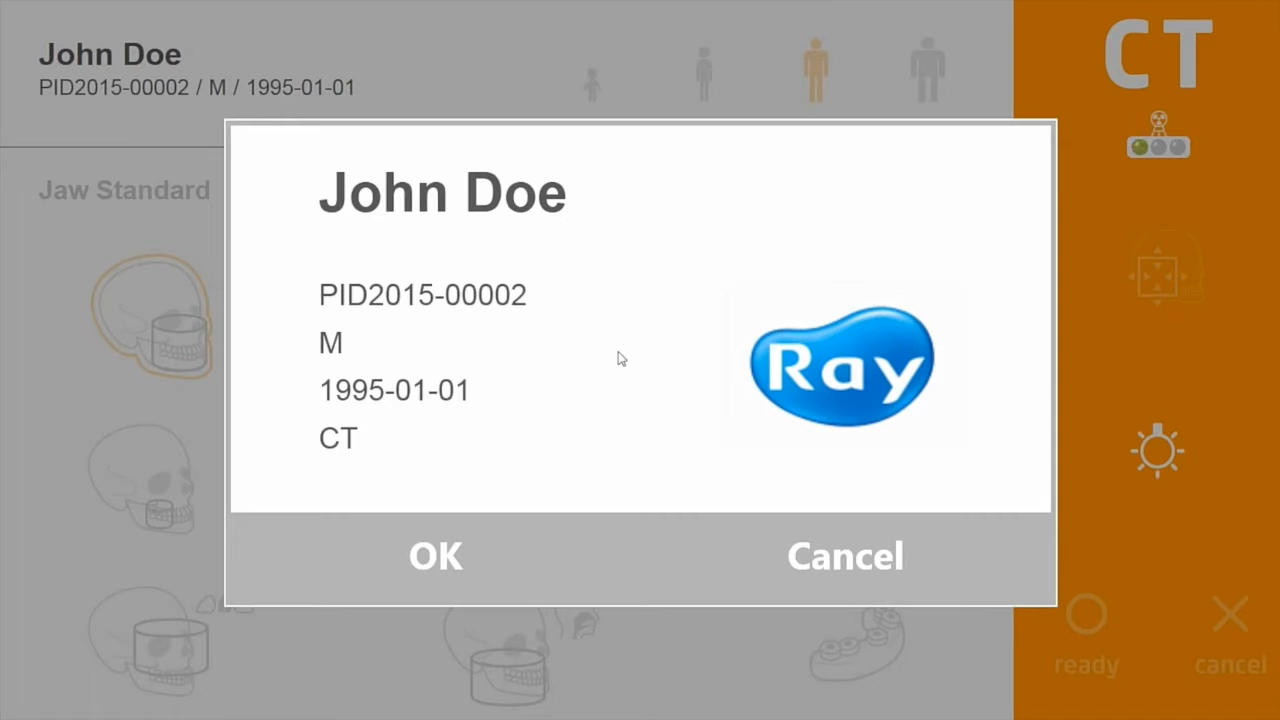 John Doe
PID2015-00002 / M / 1995-01-01
CT
Jaw Standard
John Doe
PID2015-00002
M
1995-01-01
CT
Ray
OK
Cancel
ready
cancel